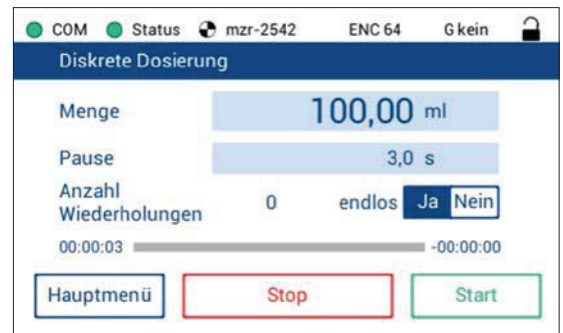 COM Status mzr-2542 ENC 64 G kein
Diskrete Dosierung
Menge 100,00 ml
Pause 3,0 s
Anzahl
Wiederholungen 0 endlos Ja Nein
00:00:03 -00:00:00
Hauptmenü Stop Start